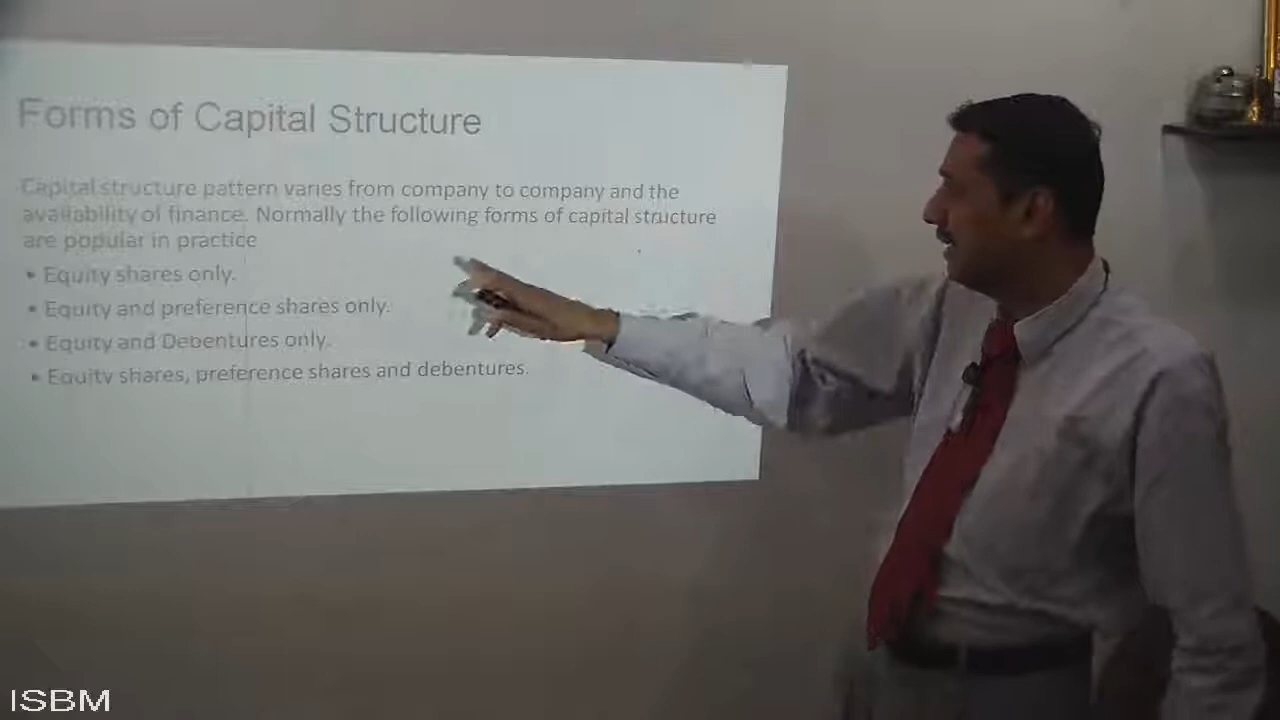 Forms of Capital Structure
Capital structure pattern varies from company to company and the
availability of finance. Normally the following forms of capital structure
are popular in practice
• Equity shares only.
• Equity and preference shares only.
• Equity and Debentures only.
• Equity shares, preference shares and debentures.
ISBM